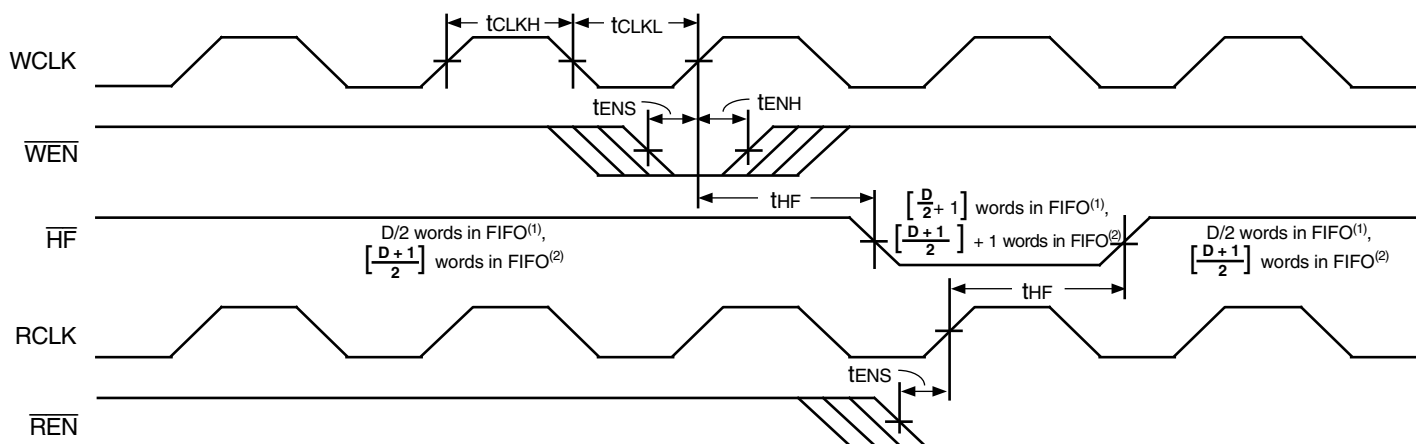 tCLKH
tCLKL
WCLK
tENS
tENH
WEN
tHF
[D/2 + 1] words in FIFO(1),
[D + 1/2] + 1 words in FIFO(2)
HF
D/2 words in FIFO(1),
[D + 1/2] words in FIFO(2)
D/2 words in FIFO(1),
[D + 1/2] words in FIFO(2)
tHF
RCLK
tENS
REN